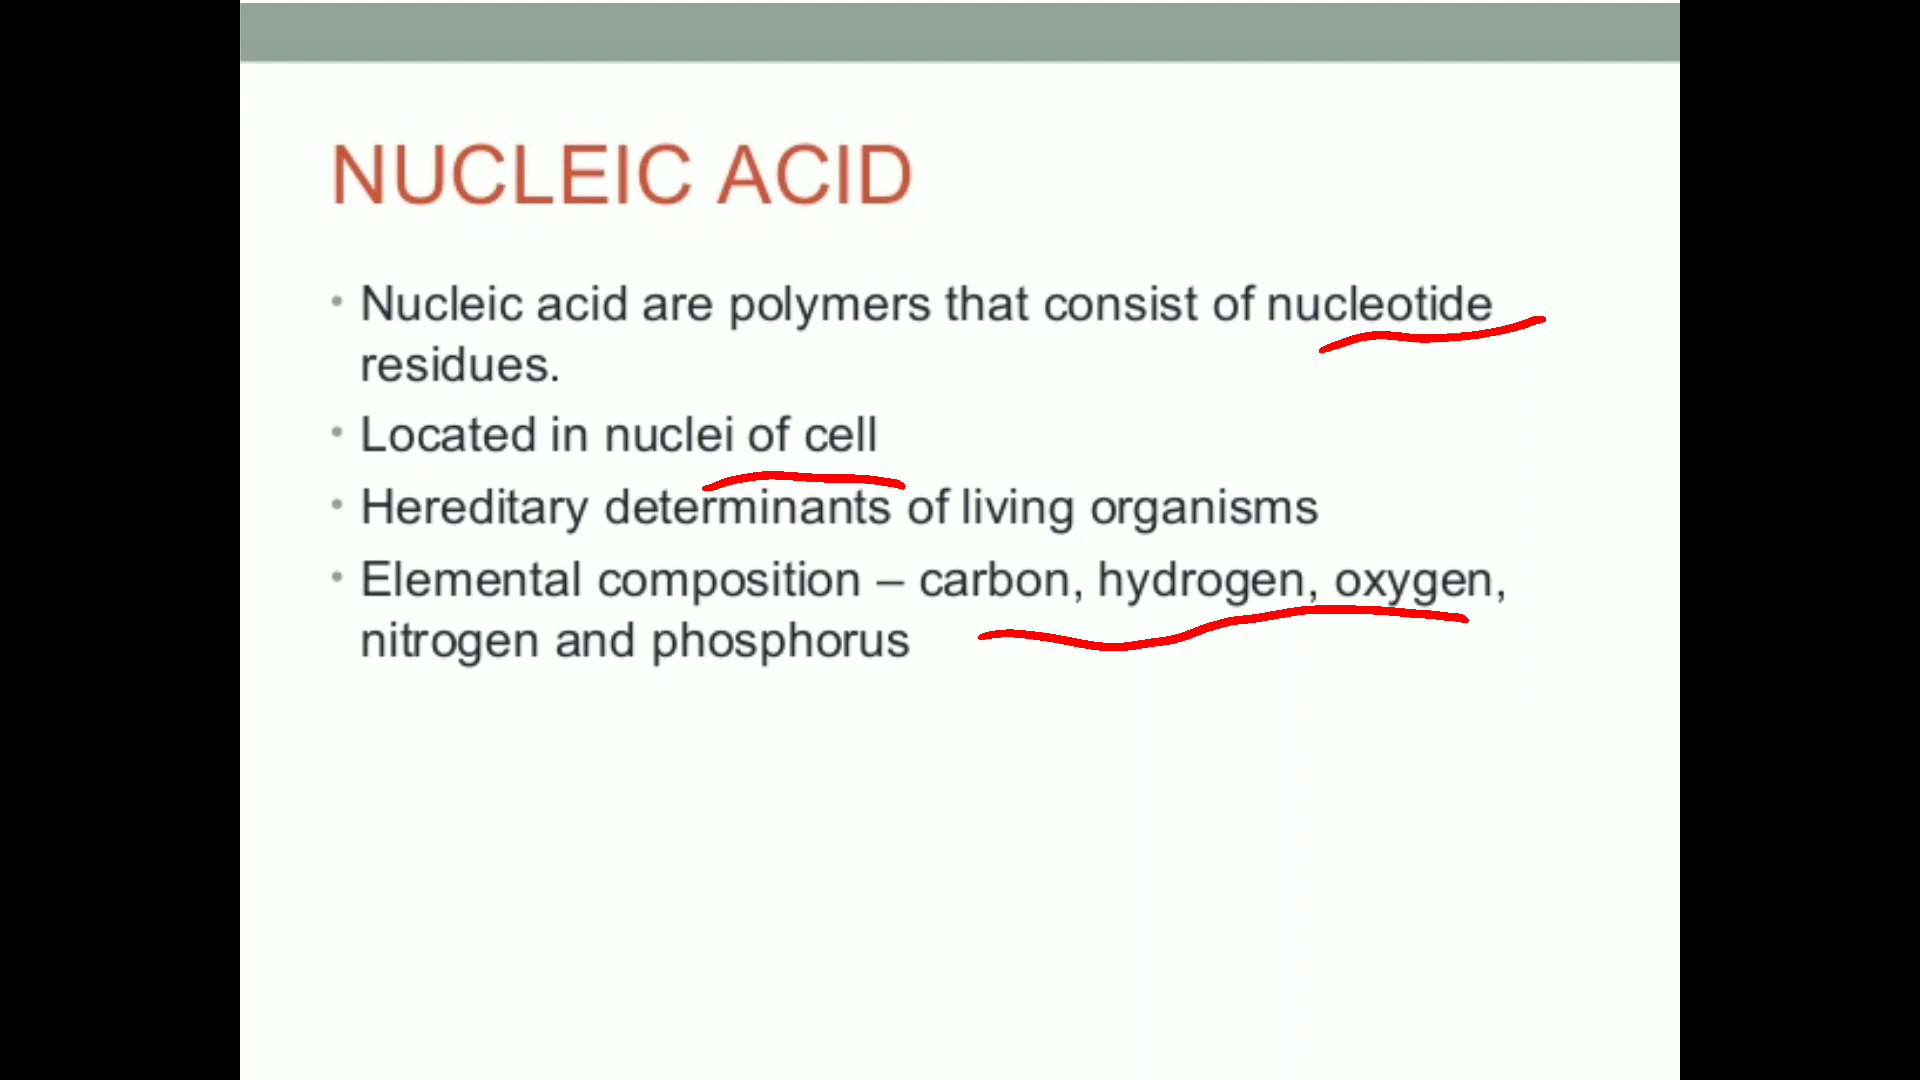 NUCLEIC ACID
• Nucleic acid are polymers that consist of nucleotide
residues.
• Located in nuclei of cell
• Hereditary determinants of living organisms
• Elemental composition – carbon, hydrogen, oxygen,
nitrogen and phosphorus